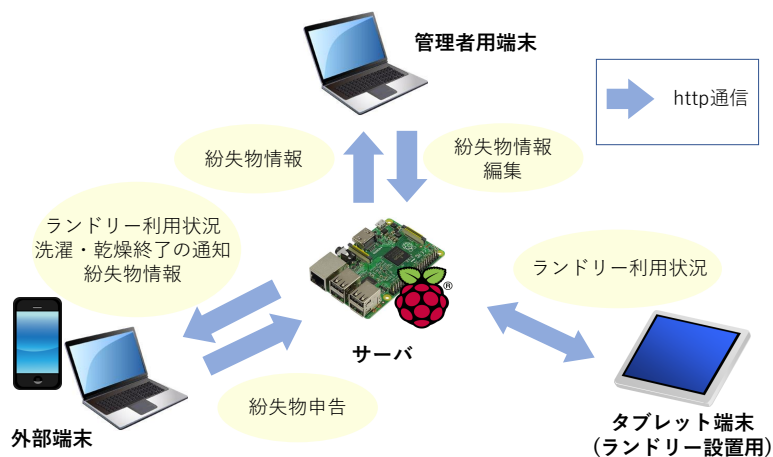 管理者用端末
http通信
紛失物情報
紛失物情報
編集
ランドリー利用状況
洗濯・乾燥終了の通知
紛失物情報
ランドリー利用状況
®
サーバ
紛失物申告
外部端末
タブレット端末
(ランドリー設置用)